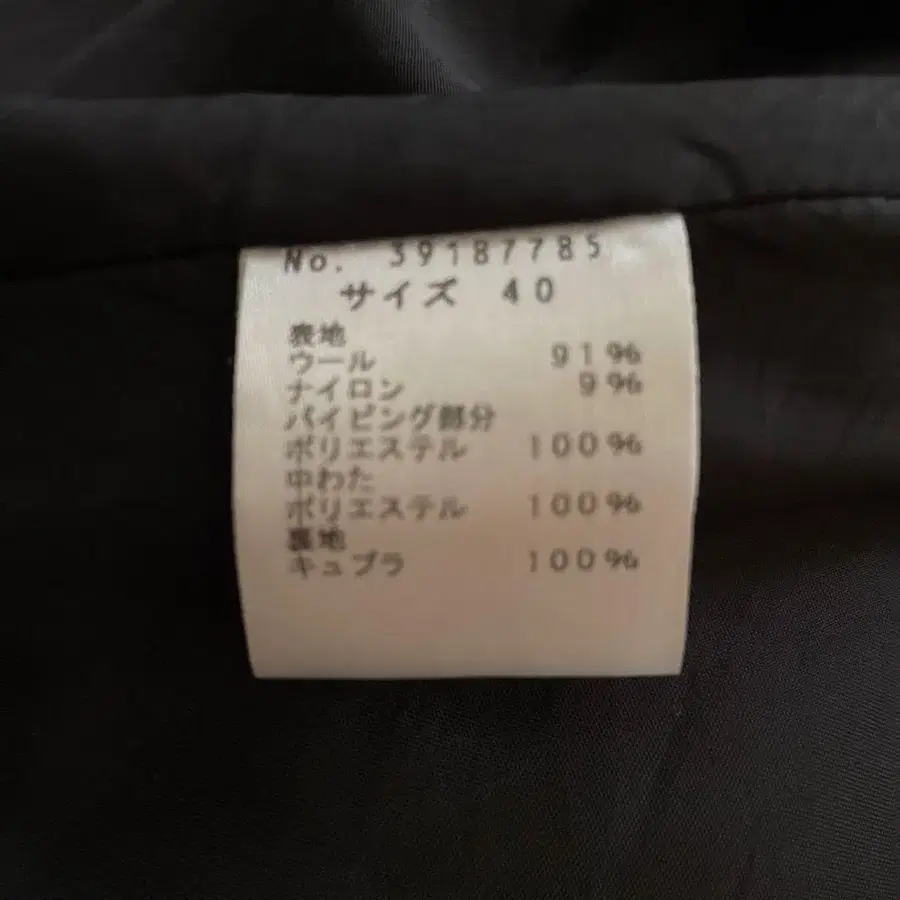 No. 39187785
サイズ 40
表地
ウール 91%
ナイロン 9%
パイピング部分
ポリエステル 100%
中わた
ポリエステル 100%
裏地
キュプラ 100%